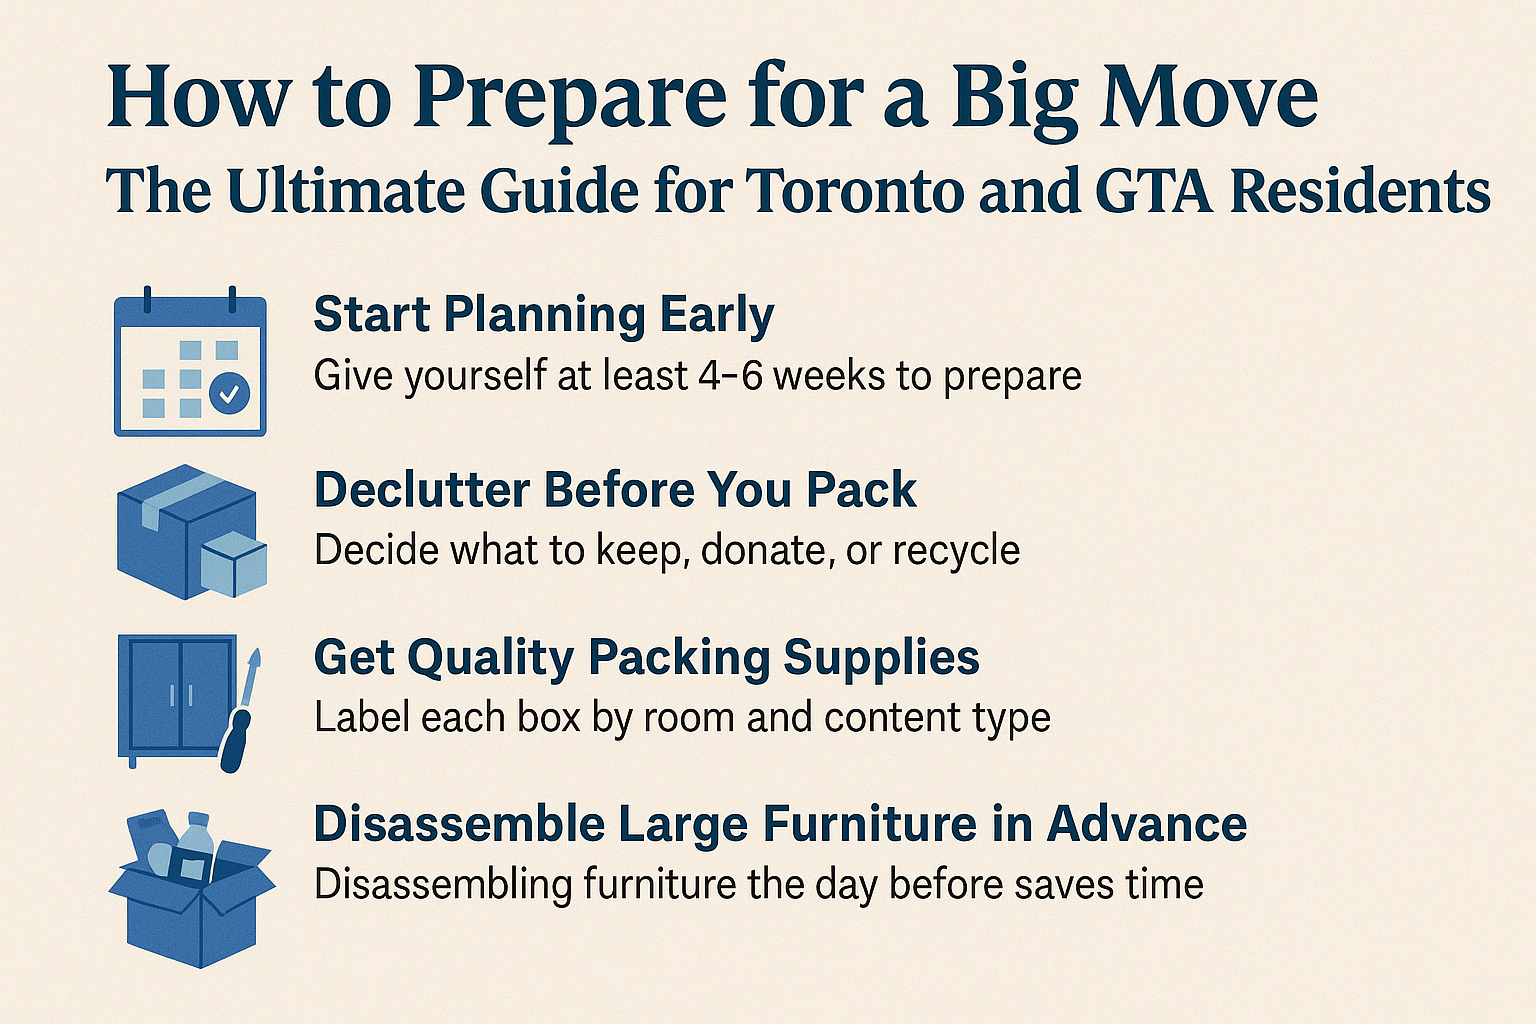 How to Prepare for a Big Move
The Ultimate Guide for Toronto and GTA Residents
Start Planning Early
Give yourself at least 4–6 weeks to prepare
Declutter Before You Pack
Decide what to keep, donate, or recycle
Get Quality Packing Supplies
Label each box by room and content type
Disassemble Large Furniture in Advance
Disassembling furniture the day before saves time